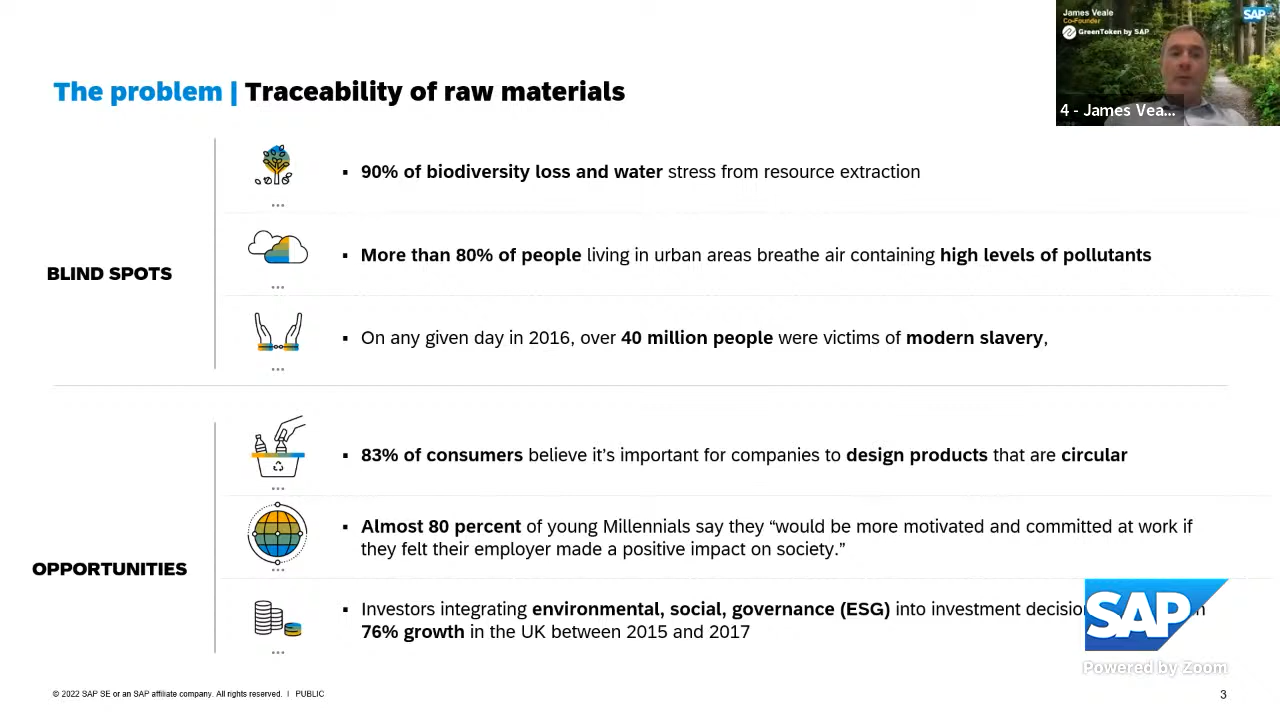 James Veale
Co-Founder
GreenToken by SAP
SAP
4 - James Vea...
The problem | Traceability of raw materials
BLIND SPOTS
▪ 90% of biodiversity loss and water stress from resource extraction
▪ More than 80% of people living in urban areas breathe air containing high levels of pollutants
▪ On any given day in 2016, over 40 million people were victims of modern slavery,
OPPORTUNITIES
▪ 83% of consumers believe it’s important for companies to design products that are circular
▪ Almost 80 percent of young Millennials say they “would be more motivated and committed at work if
they felt their employer made a positive impact on society.”
▪ Investors integrating environmental, social, governance (ESG) into investment
76% growth in the UK between 2015 and 2017
SAP
Powered by Zoom
© 2022 SAP SE or an SAP affiliate company. All rights reserved. | PUBLIC
3